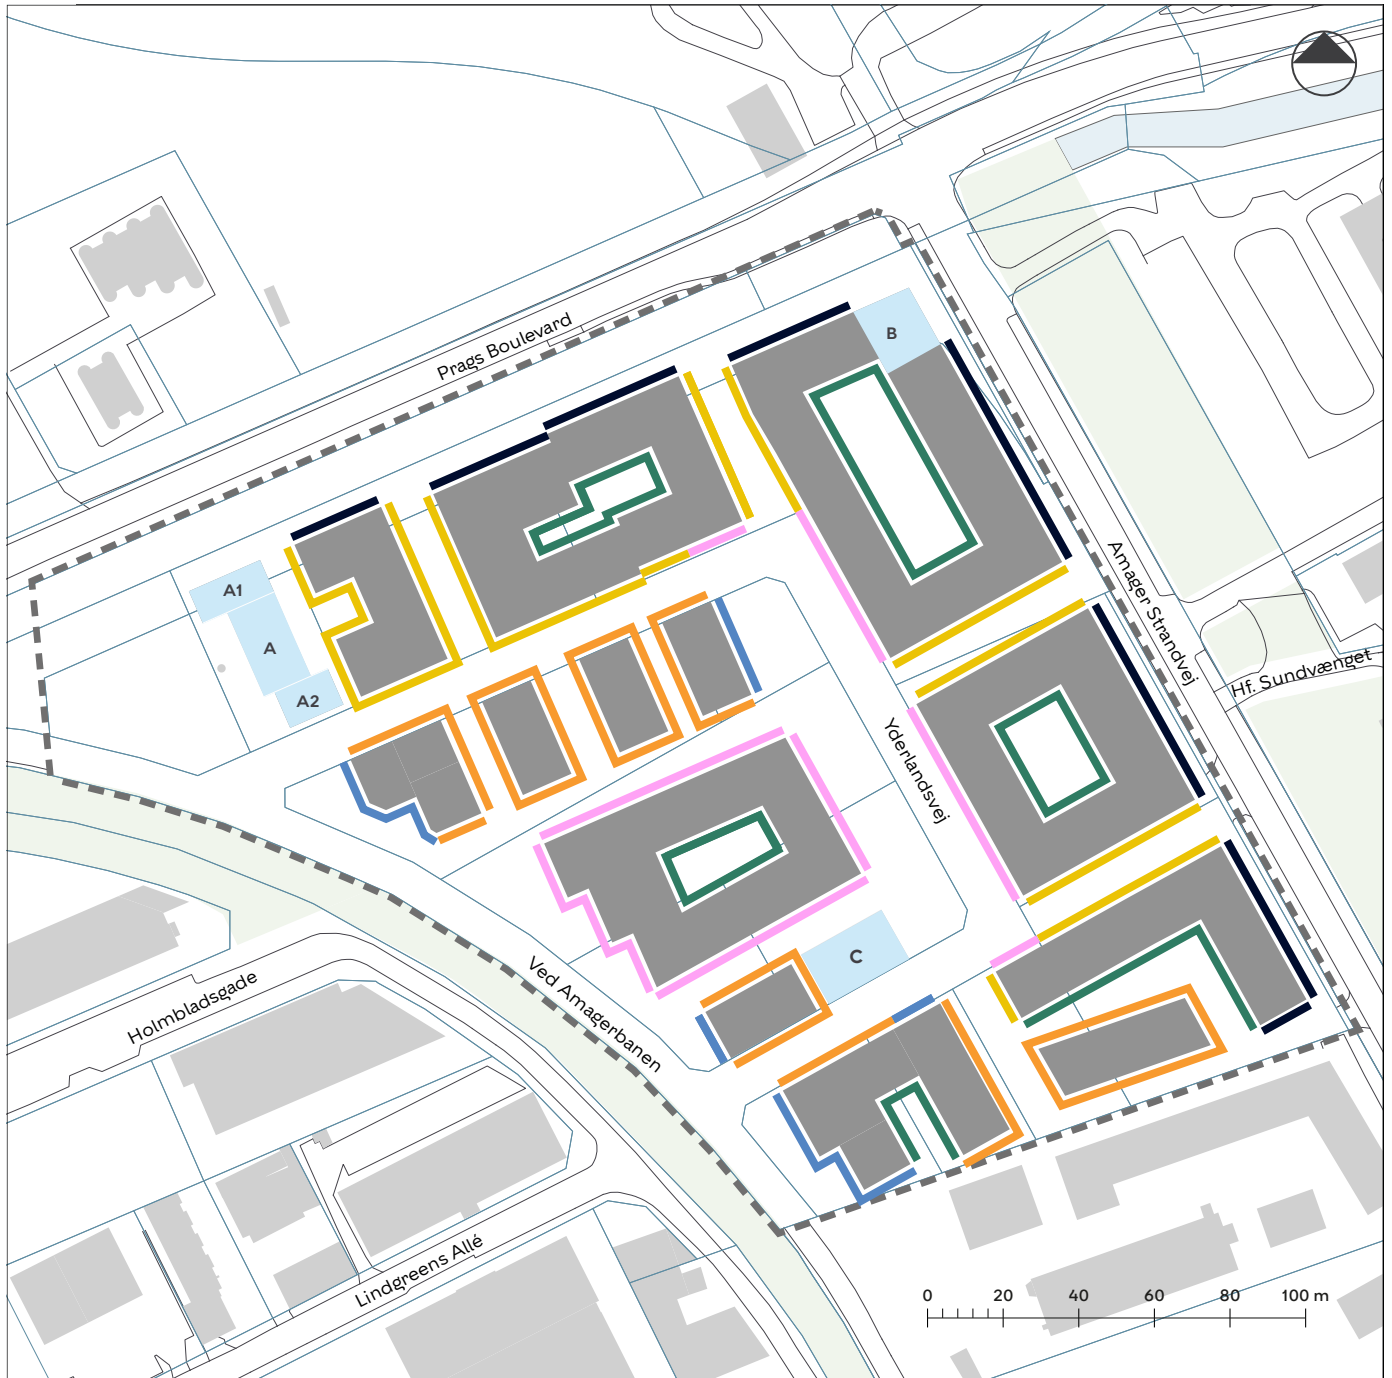 Prags Boulevard
B
A1
A
A2
Amager Strandvej
Hf. Sundvænget
Yderlandsvej
C
Ved Amagerbanen
Holmbladsgade
Lindgreens Allé
0 20 40 60 80 100 m